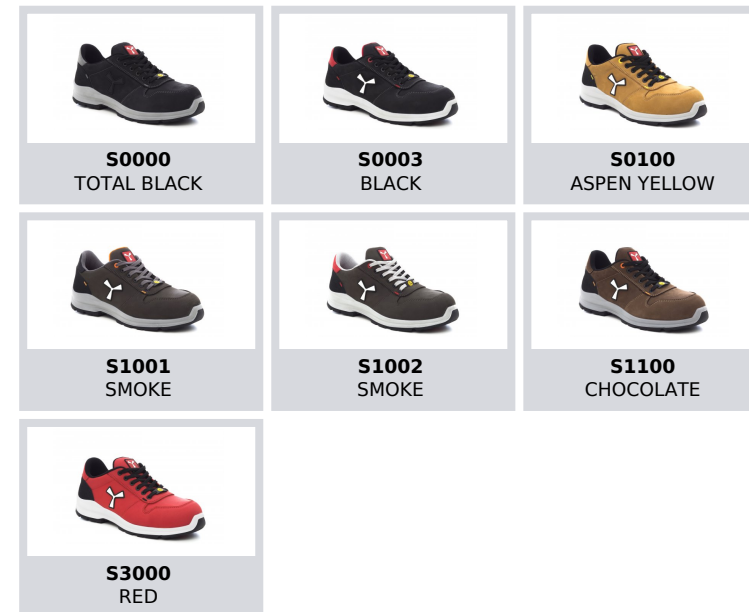 S0000
TOTAL BLACK
S0003
BLACK
S0100
ASPEN YELLOW
S1001
SMOKE
S1002
SMOKE
S1100
CHOCOLATE
S3000
RED